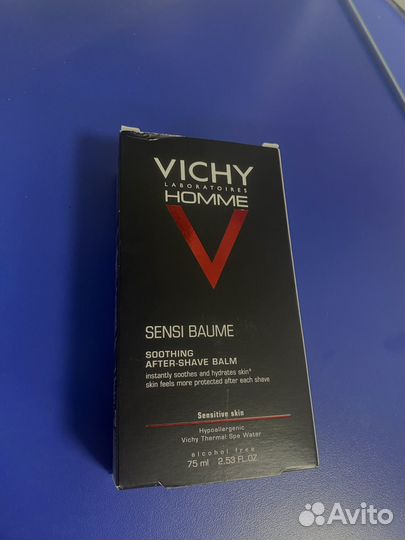 VICHY
LABORATOIRES
HOMME
SENSI BAUME
SOOTHING
AFTER-SHAVE BALM
instantly soothes and hydrates skin*
skin feels more protected after each shave
Sensitive skin
Hypoallergenic
Vichy Thermal Spa Water
alcohol free
75 ml 2.53 FL.OZ
Avito